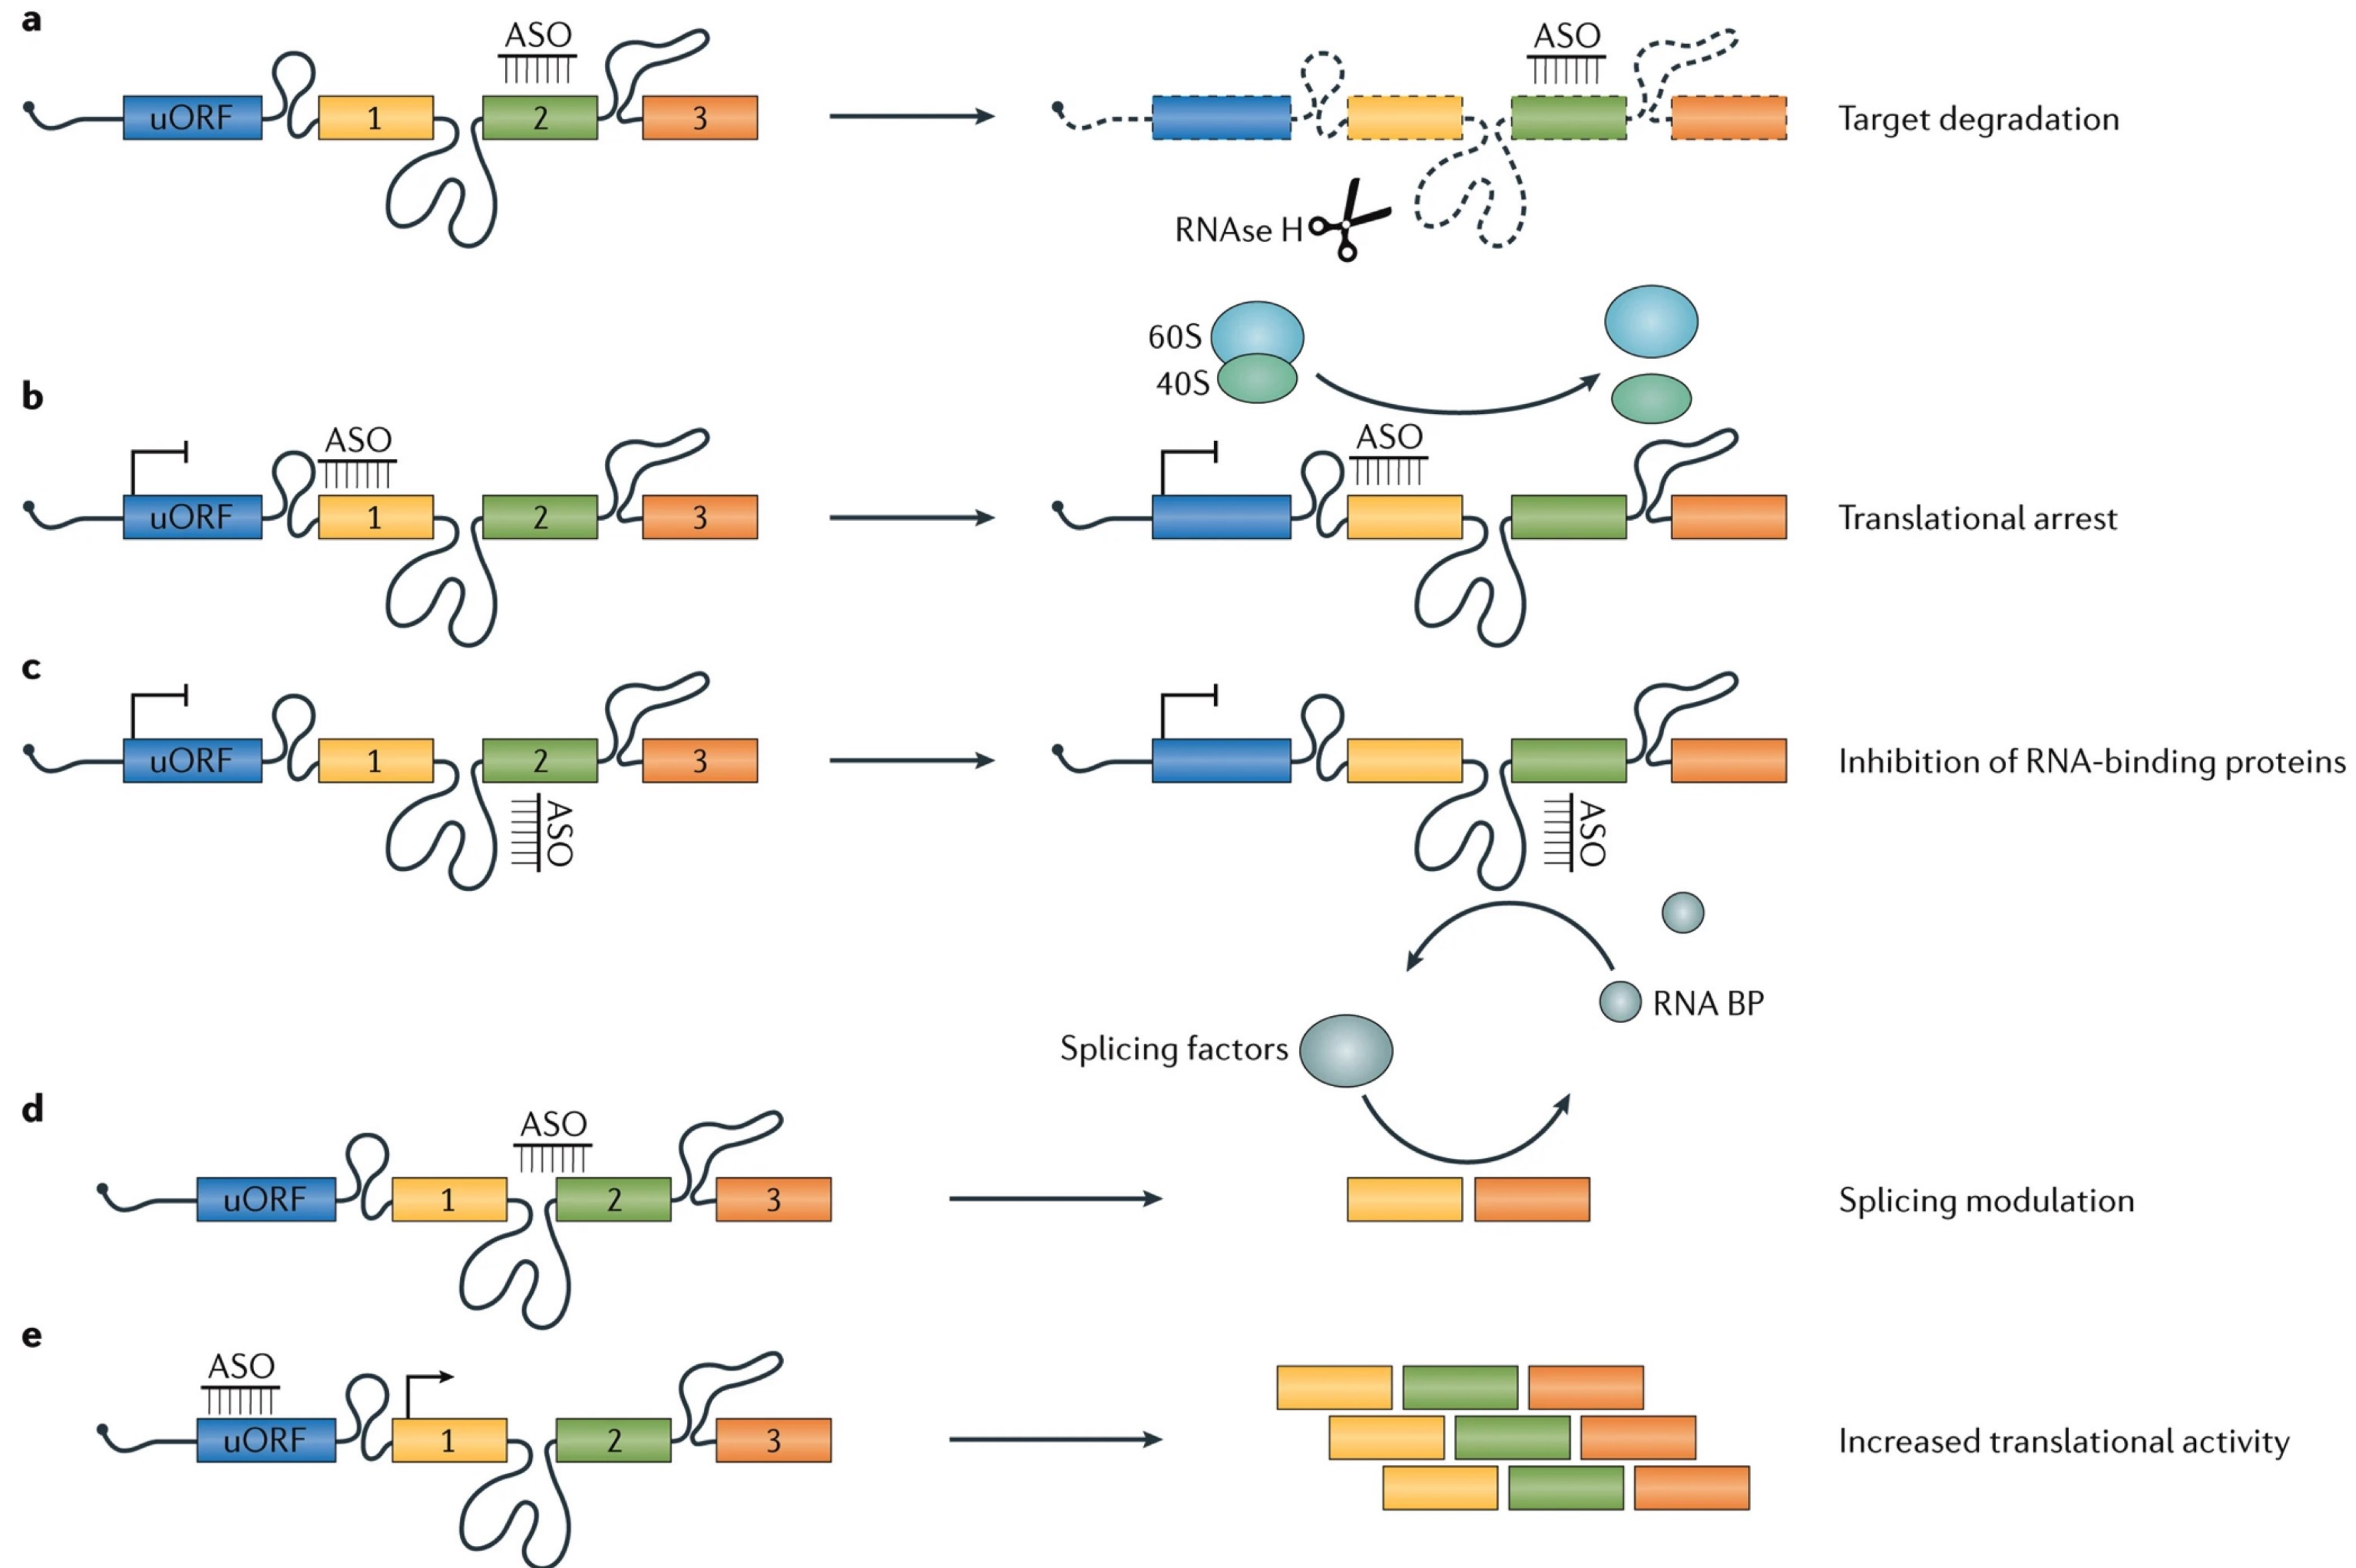 a
ASO
uORF
1
2
3
ASO
RNAse H
Target degradation
b
ASO
uORF
1
2
3
60S
40S
ASO
Translational arrest
c
uORF
1
2
3
ASO
ASO
RNA BP
Inhibition of RNA-binding proteins
d
ASO
uORF
1
2
3
Splicing factors
Splicing modulation
e
ASO
uORF
1
2
3
Increased translational activity